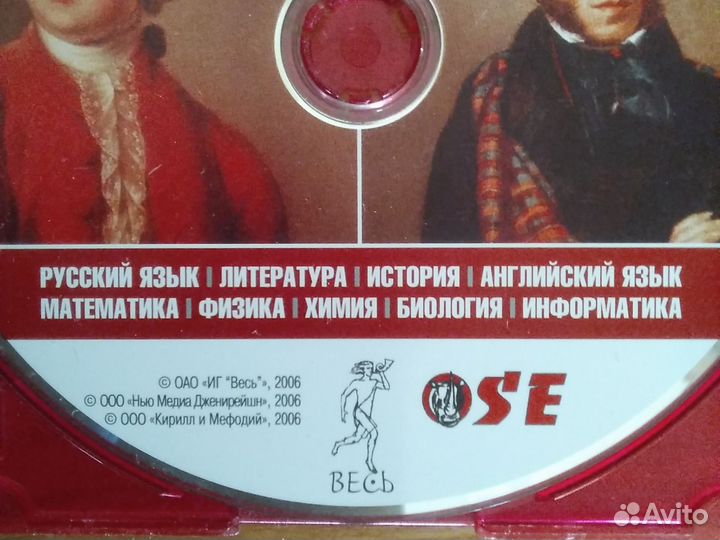 РУССКИЙ ЯЗЫК | ЛИТЕРАТУРА | ИСТОРИЯ | АНГЛИЙСКИЙ ЯЗЫК
МАТЕМАТИКА | ФИЗИКА | ХИМИЯ | БИОЛОГИЯ | ИНФОРМАТИКА
© ОАО «ИГ "Весь"», 2006
© ООО «Нью Медиа Дженирейшн», 2006
© ООО «Кирилл и Мефодий», 2006
ВЕСЬ
OSE
Avito